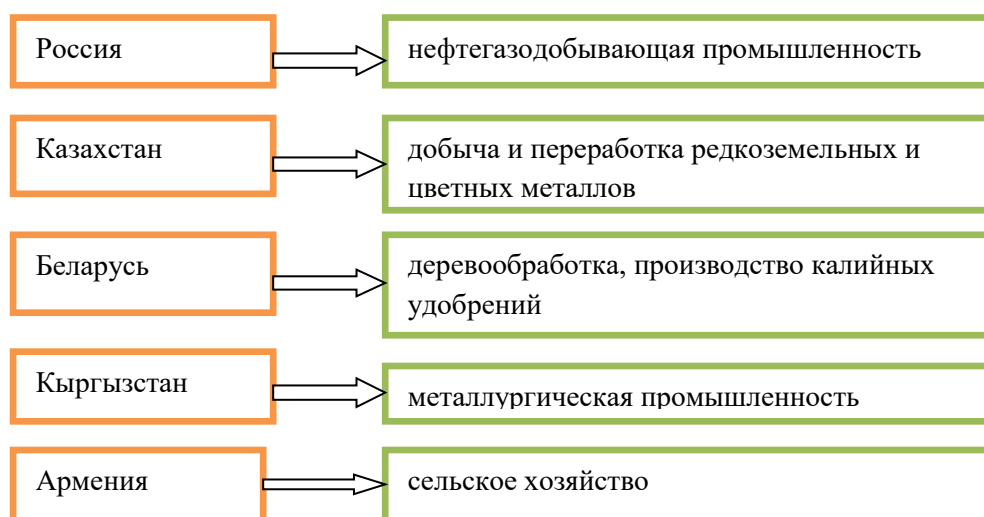 Россия
нефтегазодобывающая промышленность
Казахстан
добыча и переработка редкоземельных и
цветных металлов
Беларусь
деревообработка, производство калийных
удобрений
Кыргызстан
металлургическая промышленность
Армения
сельское хозяйство